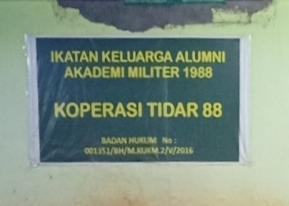 IKATAN KELUARGA ALUMNI
AKADEMI MILITER 1988
KOPERASI TIDAR 88
BADAN HUKUM No :
001351/BH/M.KUKM.2/V/2016